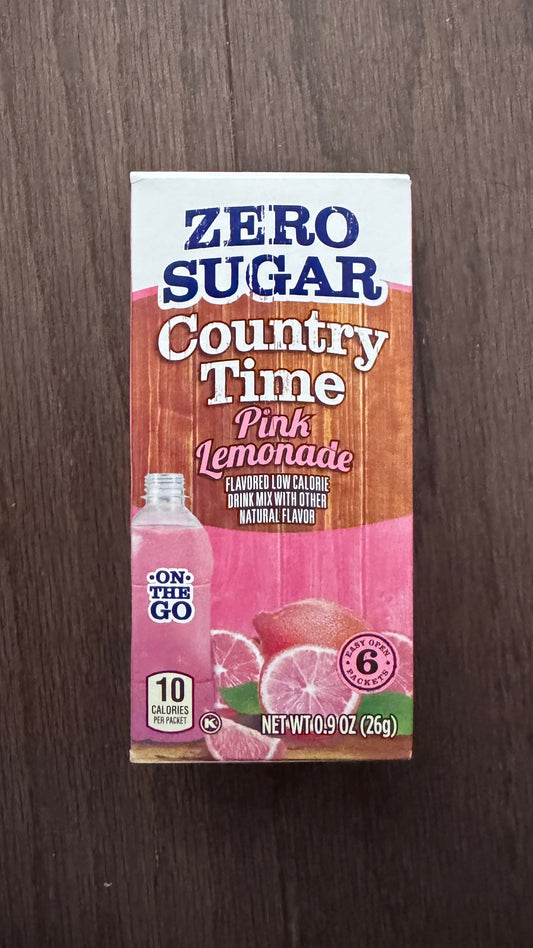 ZERO
SUGAR
Country
Time
Pink
Lemonade
FLAVORED LOW CALORIE
DRINK MIX WITH OTHER
NATURAL FLAVOR
·ON·
THE
GO
EASY OPEN
6
PACKETS
10
CALORIES
PER PACKET
K
NET WT 0.9 OZ (26g)